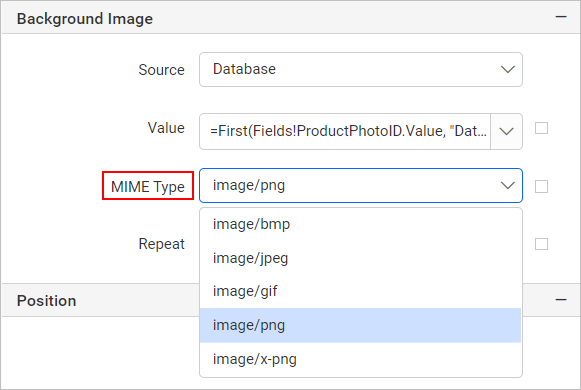 Background Image
Source Database
Value =First(Fields!ProductPhotoID.Value, "Dat...
MIME Type image/png
image/bmp
Repeat
image/jpeg
image/gif
Position
image/png
image/x-png